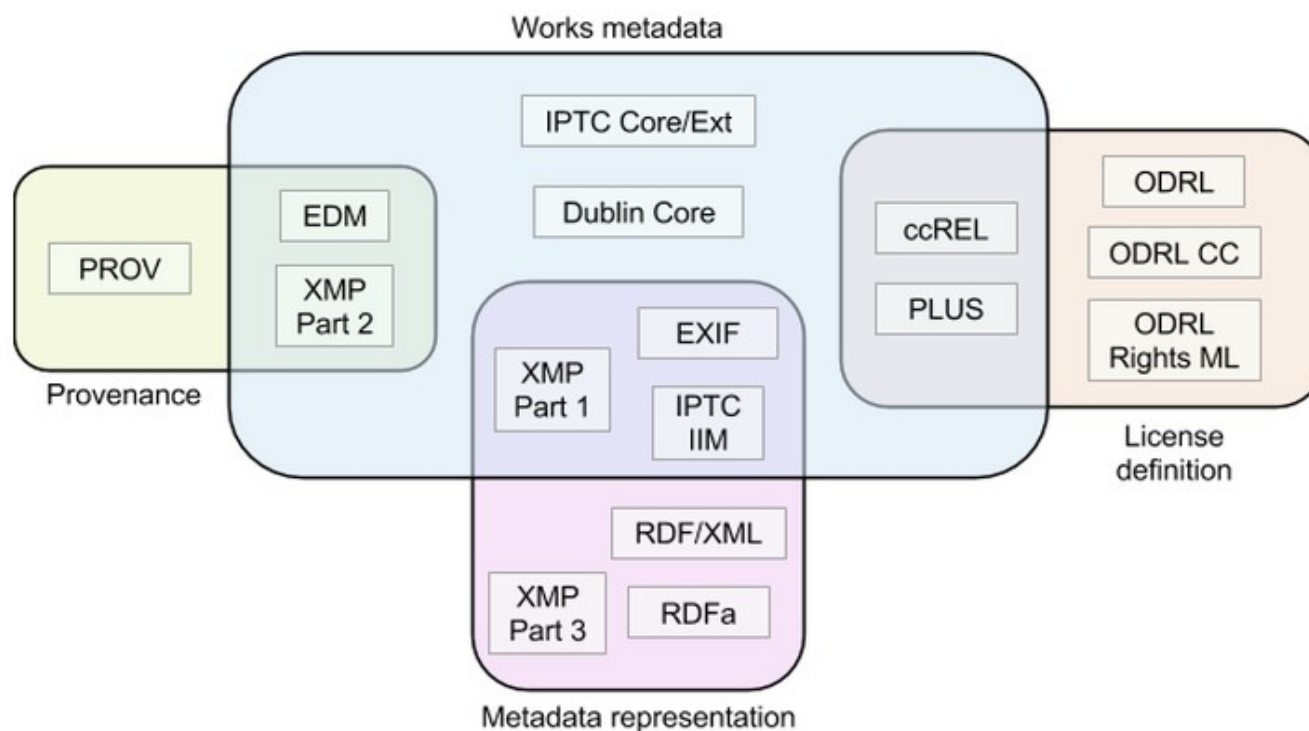 Works metadata
IPTC Core/Ext
Dublin Core
PROV
EDM
XMP
Part 2
Provenance
ccREL
PLUS
ODRL
ODRL CC
ODRL
Rights ML
License
definition
EXIF
XMP
Part 1
IPTC
IIM
RDF/XML
XMP
Part 3
RDFa
Metadata representation